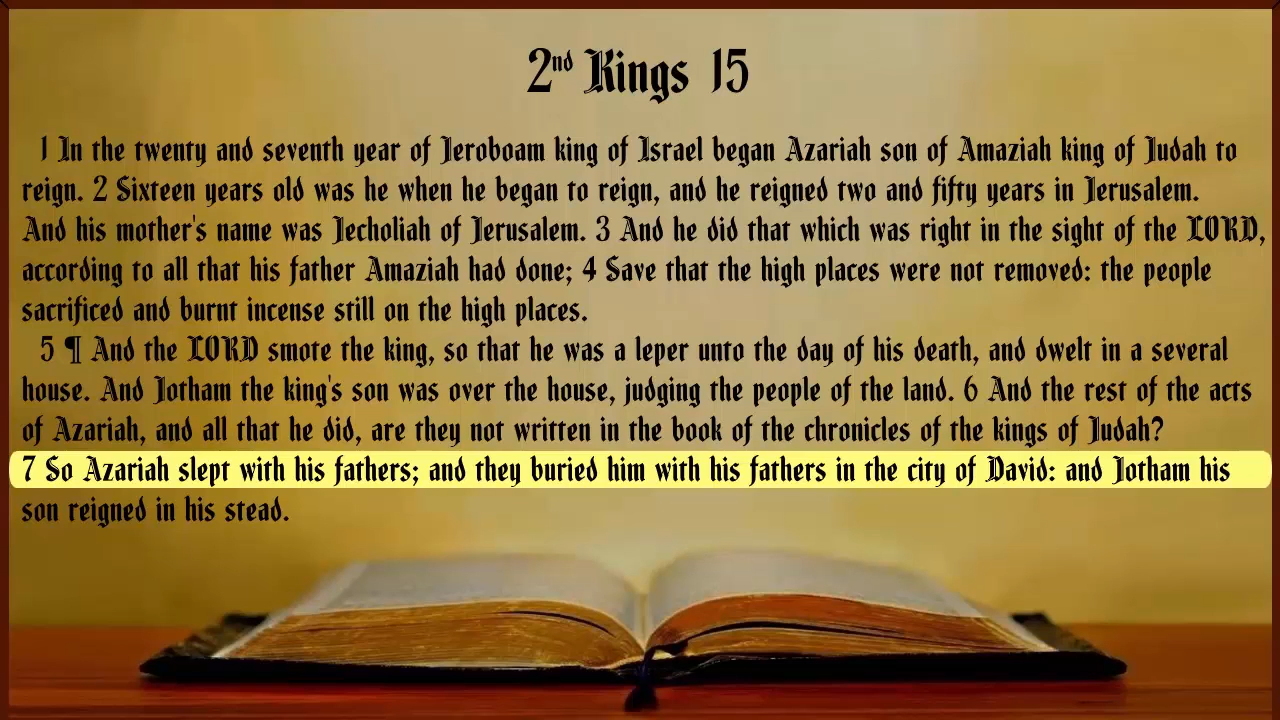 2nd Kings 15
1 In the twenty and seventh year of Jeroboam king of Israel began Azariah son of Amaziah king of Judah to
reign. 2 Sixteen years old was he when he began to reign, and he reigned two and fifty years in Jerusalem.
And his mother's name was Jecholiah of Jerusalem. 3 And he did that which was right in the sight of the LORD,
according to all that his father Amaziah had done; 4 Save that the high places were not removed: the people
sacrificed and burnt incense still on the high places.
5 ¶ And the LORD smote the king, so that he was a leper unto the day of his death, and dwelt in a several
house. And Jotham the king's son was over the house, judging the people of the land. 6 And the rest of the acts
of Azariah, and all that he did, are they not written in the book of the chronicles of the kings of Judah?
7 So Azariah slept with his fathers; and they buried him with his fathers in the city of David: and Jotham his
son reigned in his stead.